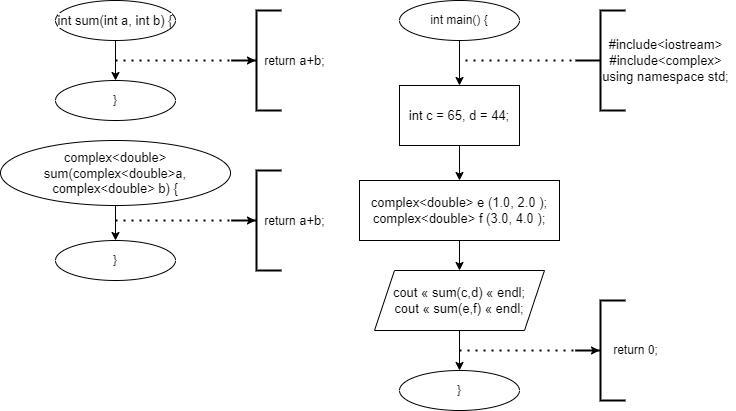 int sum(int a, int b) {
return a+b;
}
complex<double>
sum(complex<double>a,
complex<double> b) {
return a+b;
}
int main() {
#include<iostream>
#include<complex>
using namespace std;
int c = 65, d = 44;
complex<double> e (1.0, 2.0 );
complex<double> f (3.0, 4.0 );
cout « sum(c,d) « endl;
cout « sum(e,f) « endl;
return 0;
}